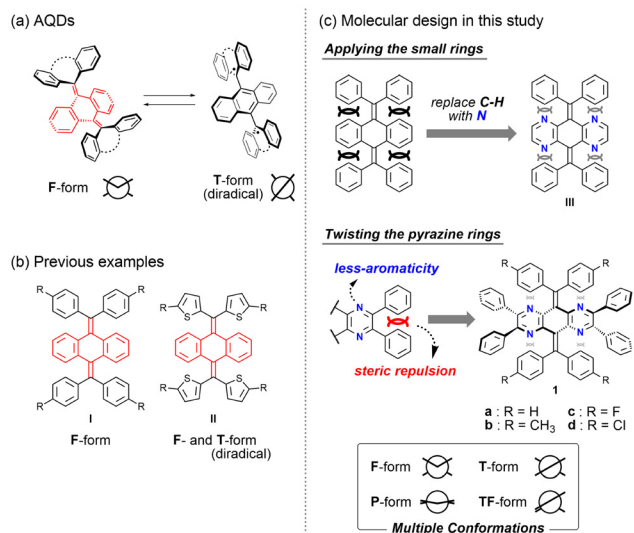 (a) AQDs
F-form
T-form
(diradical)
(b) Previous examples
R
R
R
R
I
F-form
R
S
S
R
R
S
S
R
II
F- and T-form
(diradical)
(c) Molecular design in this study
Applying the small rings
replace C-H
with N
N
N
N
N
III
Twisting the pyrazine rings
less-aromaticity
N
N
steric repulsion
R
R
N
N
N
N
R
R
1
a : R = H
c : R = F
b : R = CH3
d : R = Cl
F-form
T-form
P-form
TF-form
Multiple Conformations